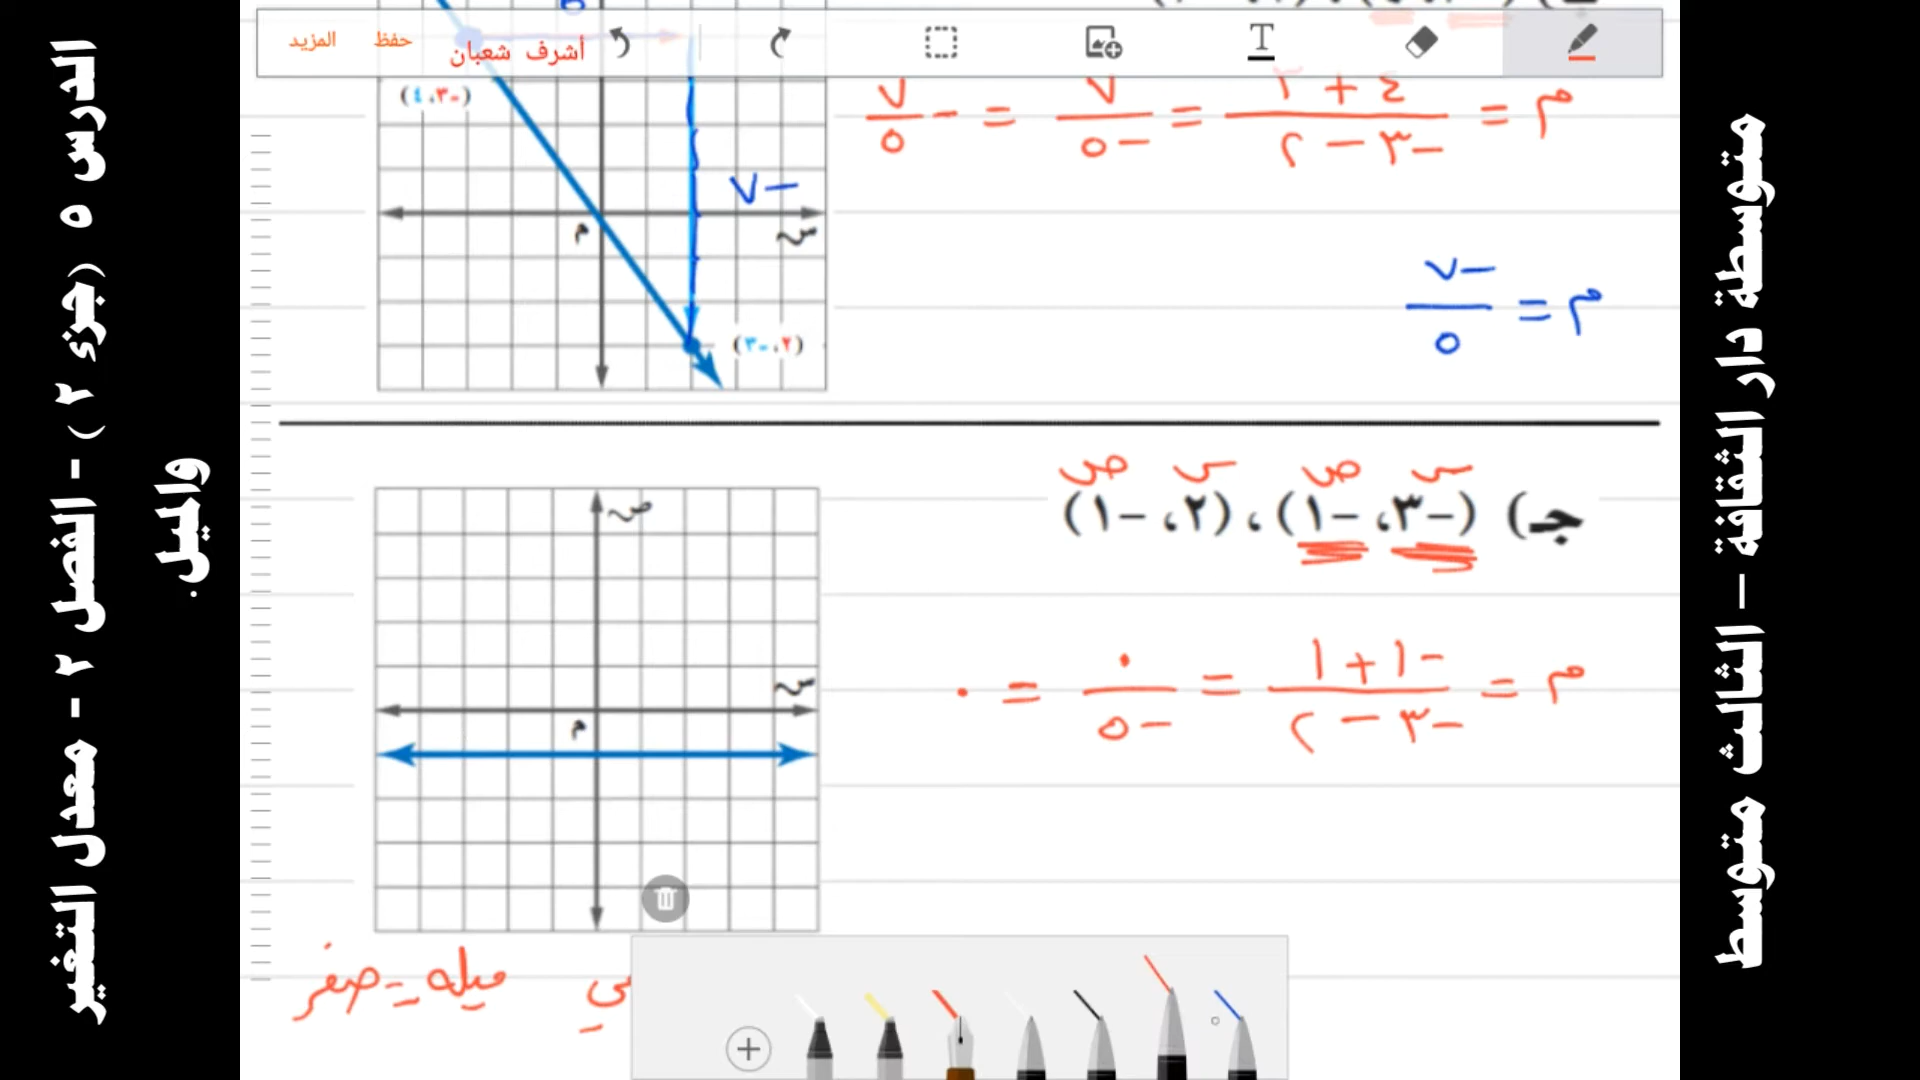 متوسطة دار الثقافة – الثالث متوسط
الدرس ٥ (جزئ ٢) - الفصل ٢ - معدل التغير
والميل.
المزيد
حفظ
أشرف شعبان
T
(-٣، ٤)
م = ٤ + ٣ / -٣ - ٢ = ٧ / -٥ = - ٧ / ٥
-٧
م
س
م = -٧ / ٥
(٢، -٣)
س ص س ص
جـ) (-٣، -١)، (٢، -١)
ص
م = -١ + ١ / -٣ - ٢ = ٠ / -٥ = ٠
س
م
ميله = صفر